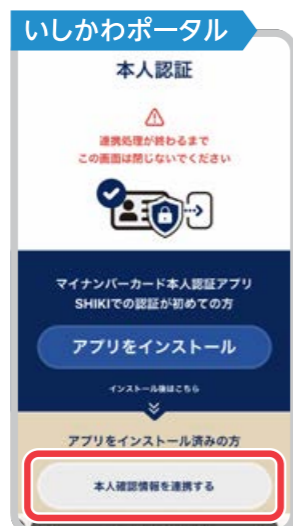 いしかわポータル
本人認証
連携処理が終わるまで
この画面は閉じないでください
マイナンバーカード本人認証アプリ
SHIKIでの認証が初めての方
アプリをインストール
インストール後はこちら
アプリをインストール済みの方
本人確認情報を連携する